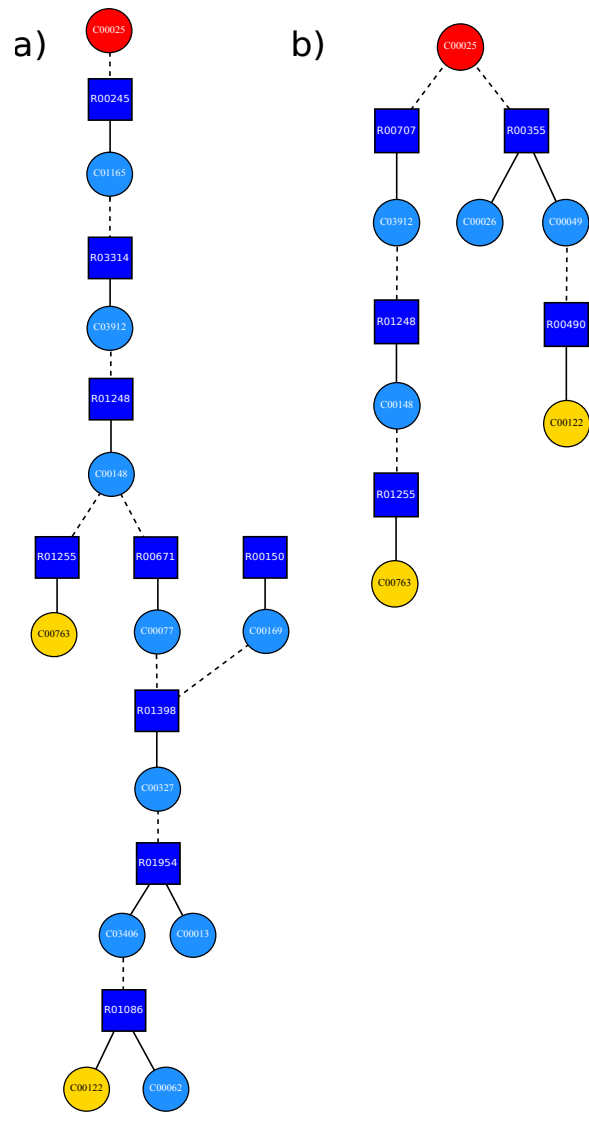 a)
C00025
R00245
C01165
R03314
C03912
R01248
C00148
R01255
R00671
R00150
C00763
C00077
C00169
R01398
C00327
R01954
C03406
C00013
R01086
C00122
C00062
b)
C00025
R00707
R00355
C03912
C00026
C00049
R01248
R00490
C00148
C00122
R01255
C00763